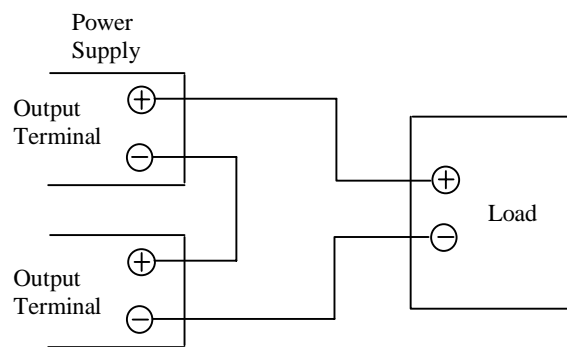 Power
Supply
Output
Terminal
+
−
Load
+
−
Output
Terminal
+
−